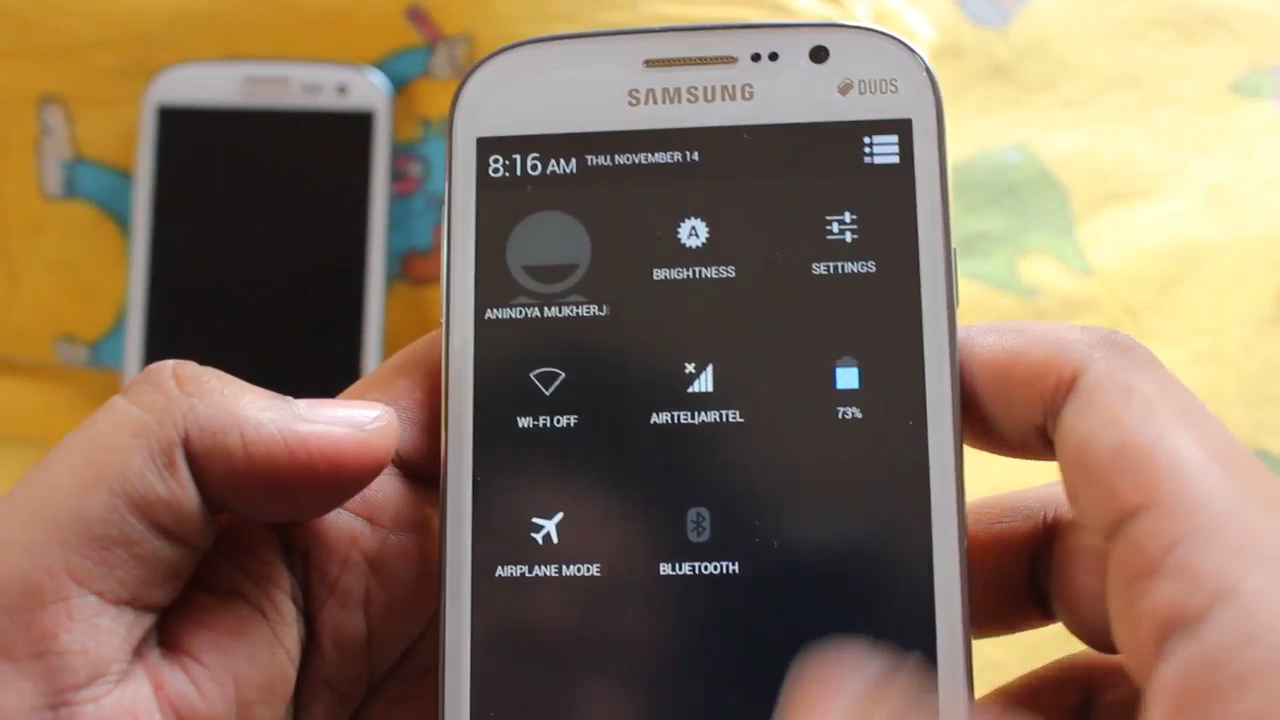 SAMSUNG
DUOS
8:16 AM THU, NOVEMBER 14
ANINDYA MUKHERJ
BRIGHTNESS
SETTINGS
WI-FI OFF
AIRTEL|AIRTEL
73%
AIRPLANE MODE
BLUETOOTH